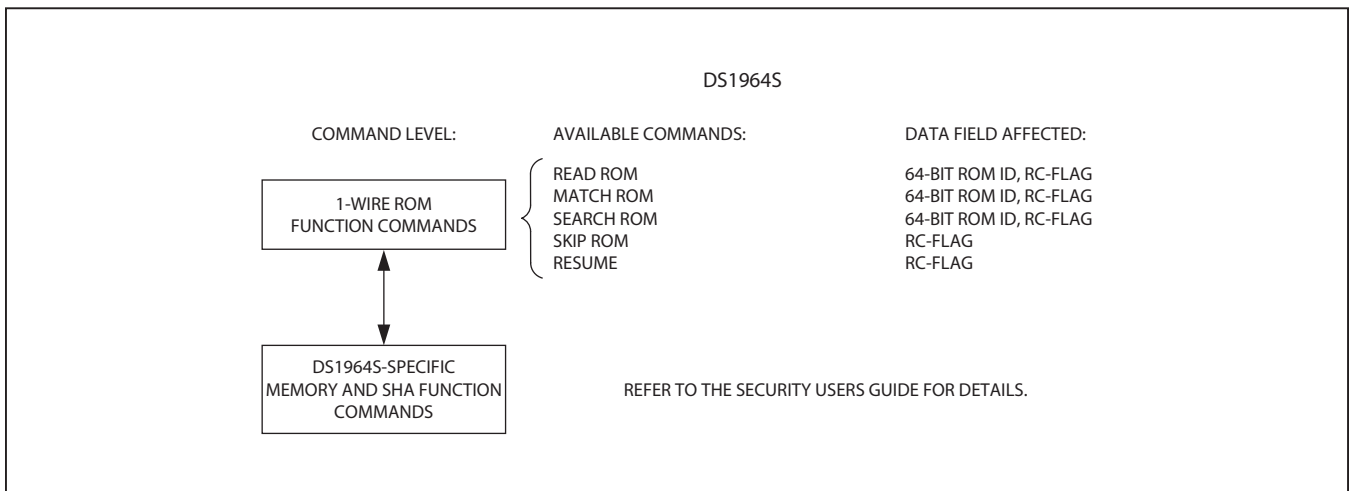 DS1964S
COMMAND LEVEL: AVAILABLE COMMANDS: DATA FIELD AFFECTED:
1-WIRE ROM
FUNCTION COMMANDS
READ ROM 64-BIT ROM ID, RC-FLAG
MATCH ROM 64-BIT ROM ID, RC-FLAG
SEARCH ROM 64-BIT ROM ID, RC-FLAG
SKIP ROM RC-FLAG
RESUME RC-FLAG
DS1964S-SPECIFIC
MEMORY AND SHA FUNCTION
COMMANDS
REFER TO THE SECURITY USERS GUIDE FOR DETAILS.